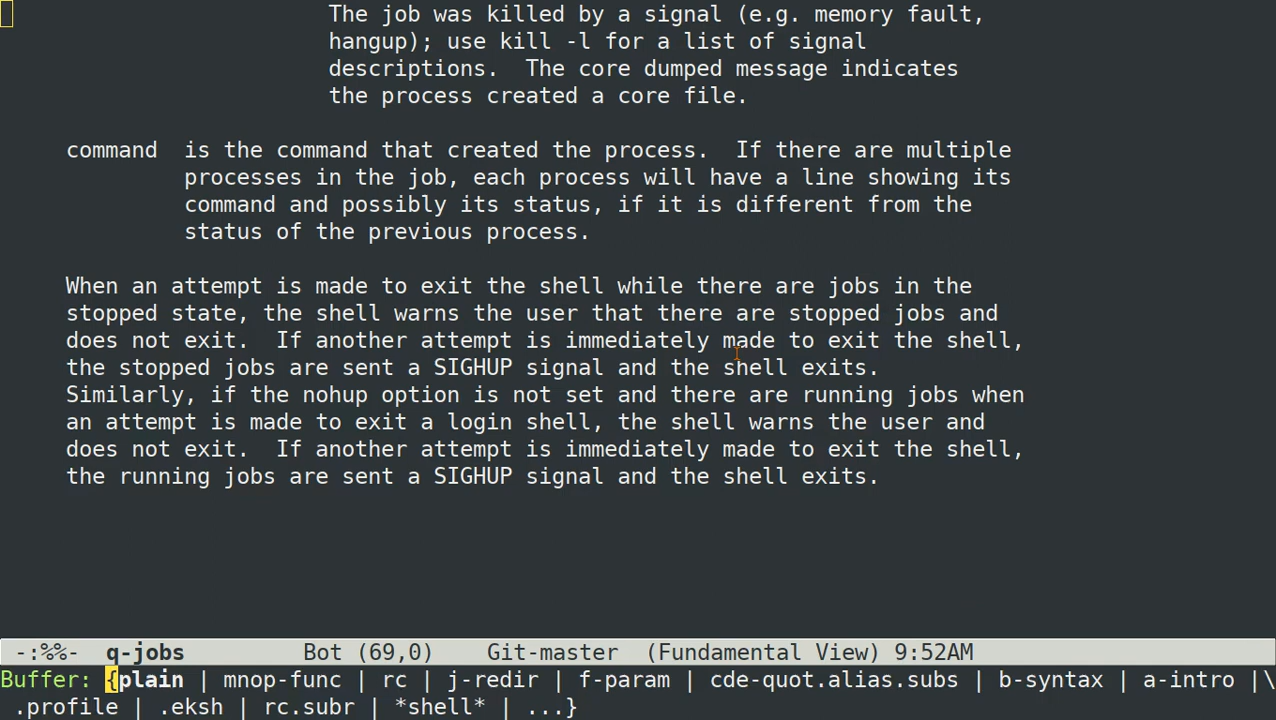 The job was killed by a signal (e.g. memory fault,
hangup); use kill -l for a list of signal
descriptions.  The core dumped message indicates
the process created a core file.
command  is the command that created the process.  If there are multiple
processes in the job, each process will have a line showing its
command and possibly its status, if it is different from the
status of the previous process.
When an attempt is made to exit the shell while there are jobs in the
stopped state, the shell warns the user that there are stopped jobs and
does not exit.  If another attempt is immediately made to exit the shell,
the stopped jobs are sent a SIGHUP signal and the shell exits.
Similarly, if the nohup option is not set and there are running jobs when
an attempt is made to exit a login shell, the shell warns the user and
does not exit.  If another attempt is immediately made to exit the shell,
the running jobs are sent a SIGHUP signal and the shell exits.
-:%%-  q-jobs         Bot (69,0)    Git-master  (Fundamental View) 9:52AM
Buffer: {plain | mnop-func | rc | j-redir | f-param | cde-quot.alias.subs | b-syntax | a-intro |\
.profile | .eksh | rc.subr | *shell* | ...}